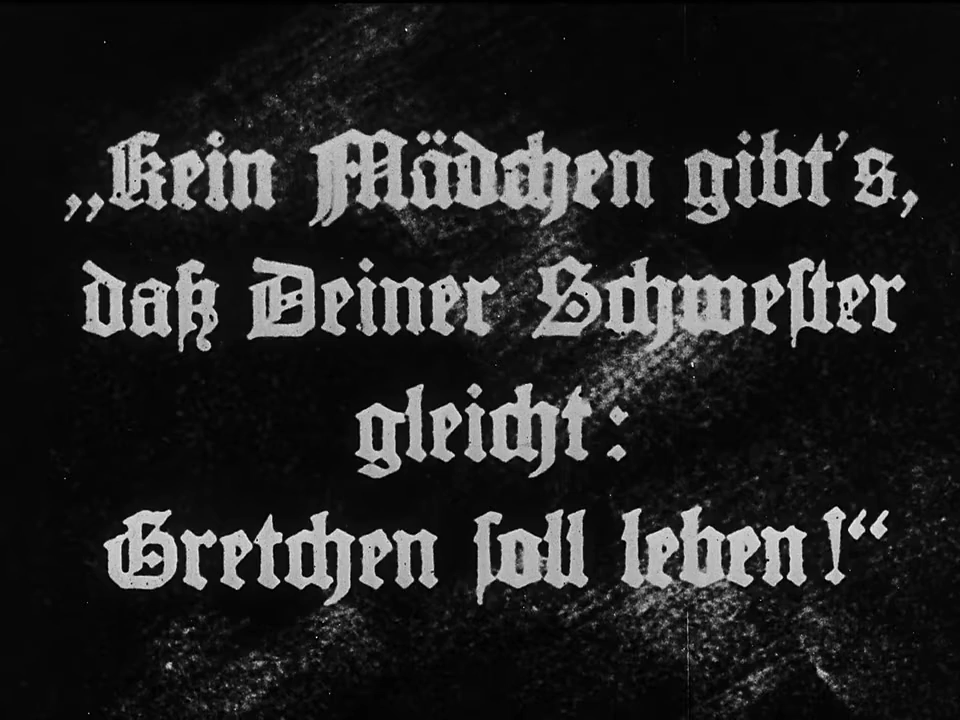 „Kein Mädchen gibt's,
daß Deiner Schweſter
gleicht:
Gretchen ſoll leben!“